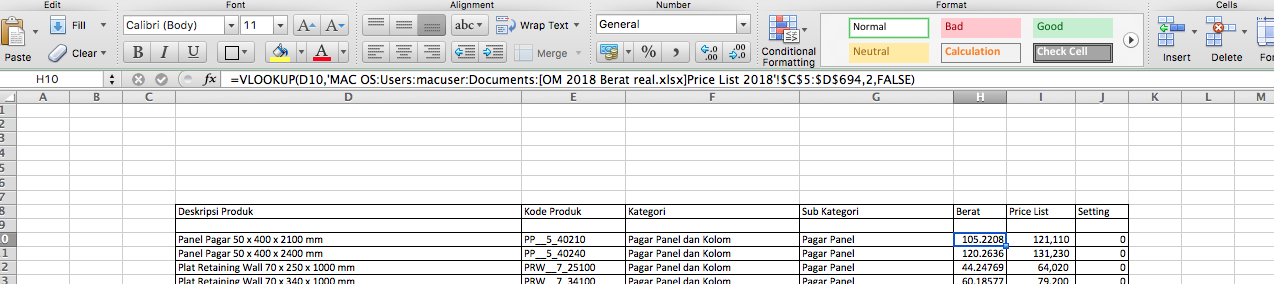 Edit Font Alignment Number Format Cells
Fill Calibri (Body) 11 abc Wrap Text General Normal Bad Good
Paste Clear B I U A A Merge % Conditional Formatting Neutral Calculation Check Cell Insert Delete
H10 fx =VLOOKUP(D10,'MAC OS:Users:macuser:Documents:[OM 2018 Berat real.xlsx]Price List 2018'!$C$5:$D$694,2,FALSE)
A B C D E F G H I J K L M
1
2
3
4
5
6
7
8 Deskripsi Produk Kode Produk Kategori Sub Kategori Berat Price List Setting
9
0 Panel Pagar 50 x 400 x 2100 mm PP__5_40210 Pagar Panel dan Kolom Pagar Panel 105.2208 121,110 0
1 Panel Pagar 50 x 400 x 2400 mm PP__5_40240 Pagar Panel dan Kolom Pagar Panel 120.2636 131,230 0
2 Plat Retaining Wall 70 x 250 x 1000 mm PRW__7_25100 Pagar Panel dan Kolom Pagar Panel 44.24769 64,020 0
3 Plat Retaining Wall 70 x 340 x 1000 mm PRW__7_34100 Pagar Panel dan Kolom Pagar Panel 60.18577 79,200 0